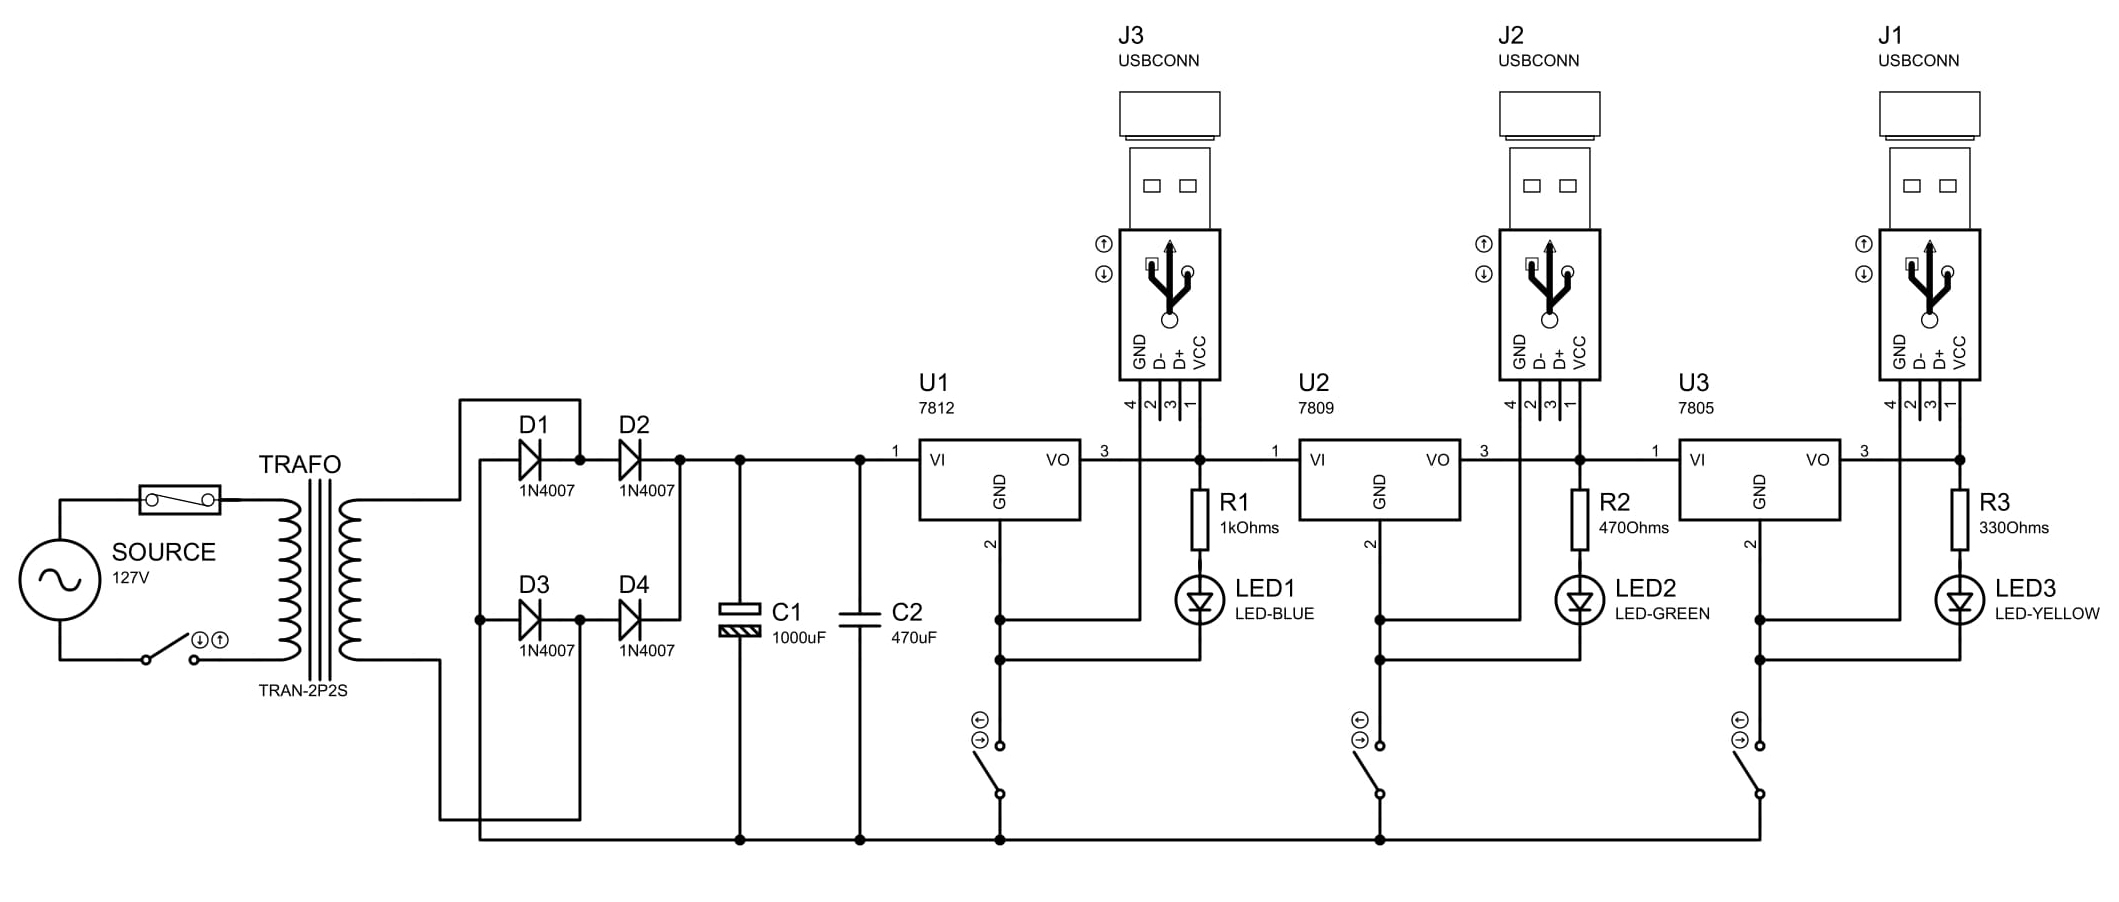 J3
USBCONN
J2
USBCONN
J1
USBCONN
GND
D-
D+
VCC
GND
D-
D+
VCC
GND
D-
D+
VCC
4
2
3
1
4
2
3
1
4
2
3
1
U1
7812
U2
7809
U3
7805
D1
1N4007
D2
1N4007
1
VI
VO
3
GND
2
1
VI
VO
3
GND
2
1
VI
VO
3
GND
2
TRAFO
TRAN-2P2S
SOURCE
127V
D3
1N4007
D4
1N4007
C1
1000uF
C2
470uF
R1
1kOhms
R2
470Ohms
R3
330Ohms
LED1
LED-BLUE
LED2
LED-GREEN
LED3
LED-YELLOW